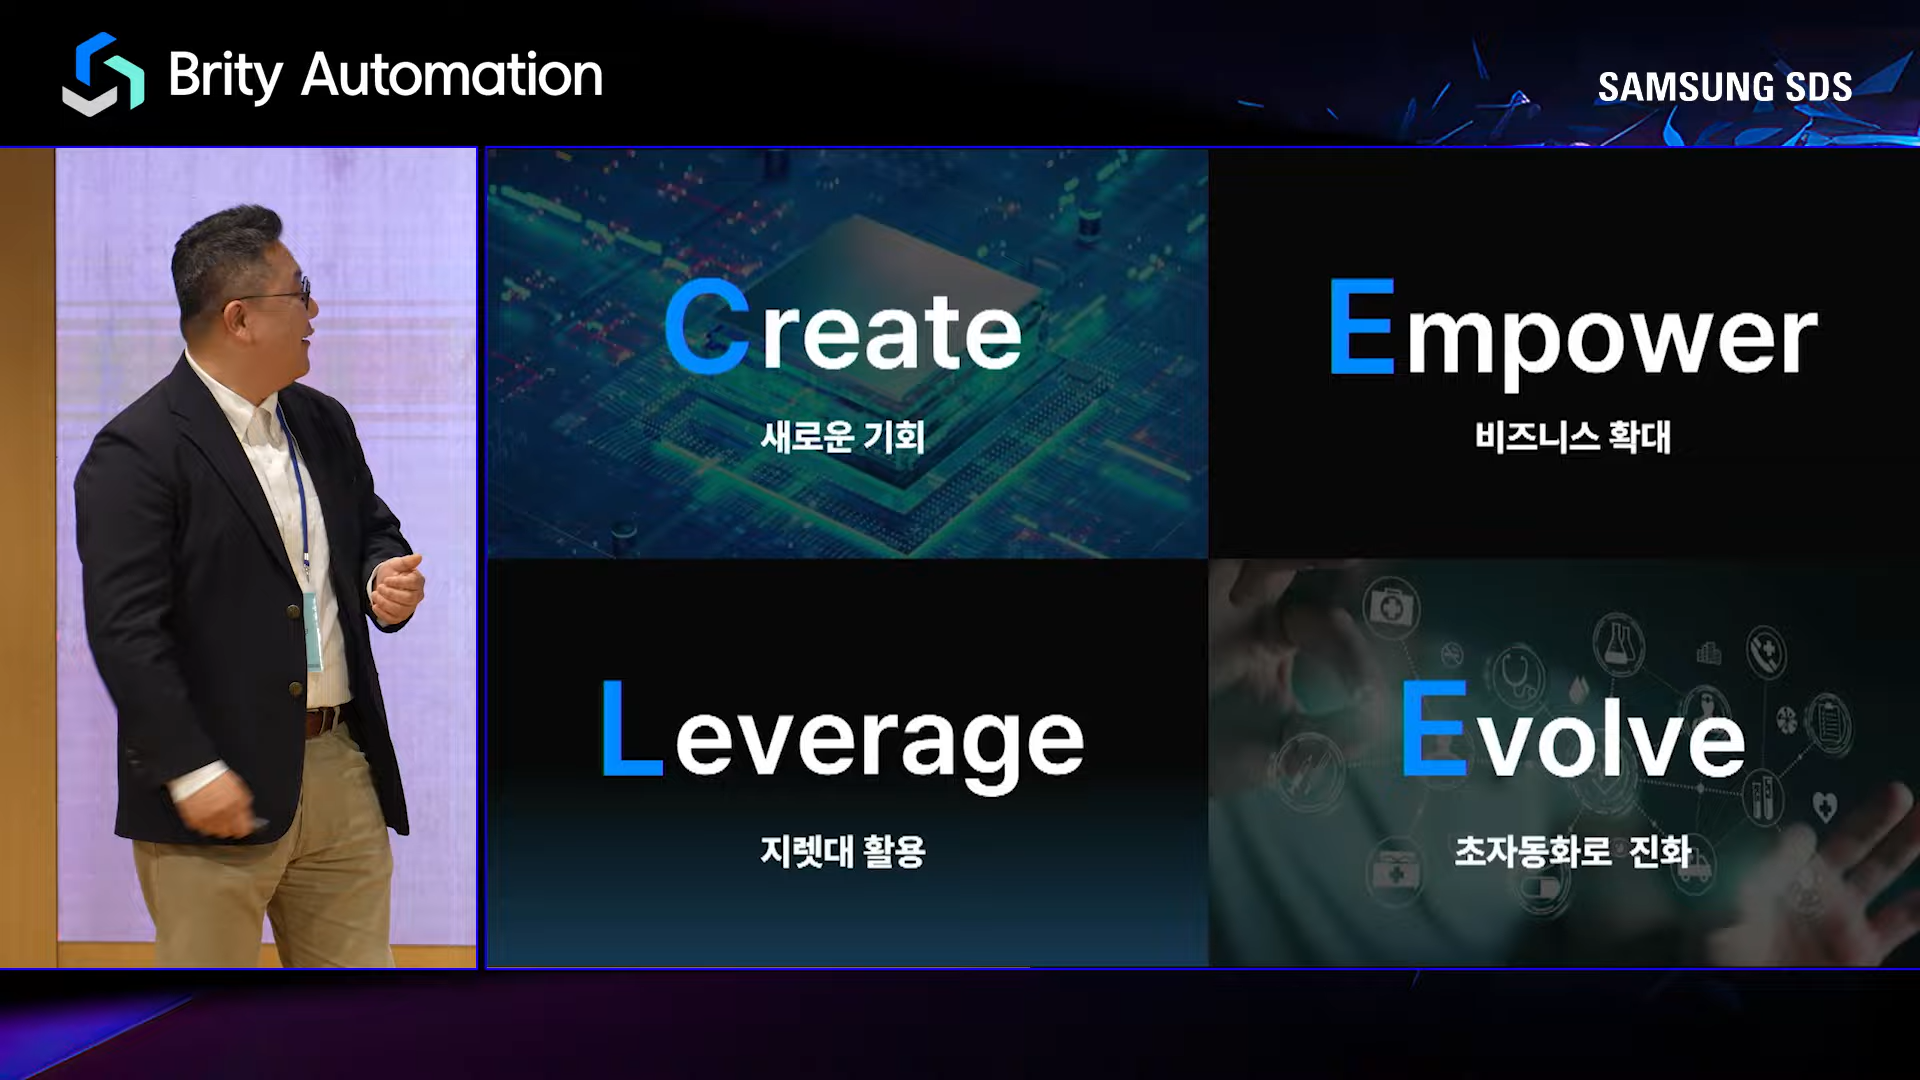 Brity Automation
SAMSUNG SDS
Create
새로운 기회
Empower
비즈니스 확대
Leverage
지렛대 활용
Evolve
초자동화로 진화